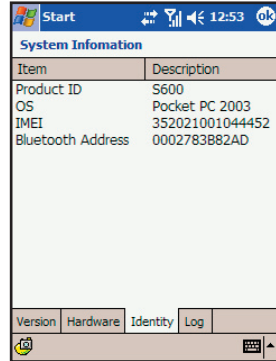 Start 12:53 ok
System Infomation
Item Description
Product ID S600
OS Pocket PC 2003
IMEI 352021001044452
Bluetooth Address 0002783B82AD
Version Hardware Identity Log